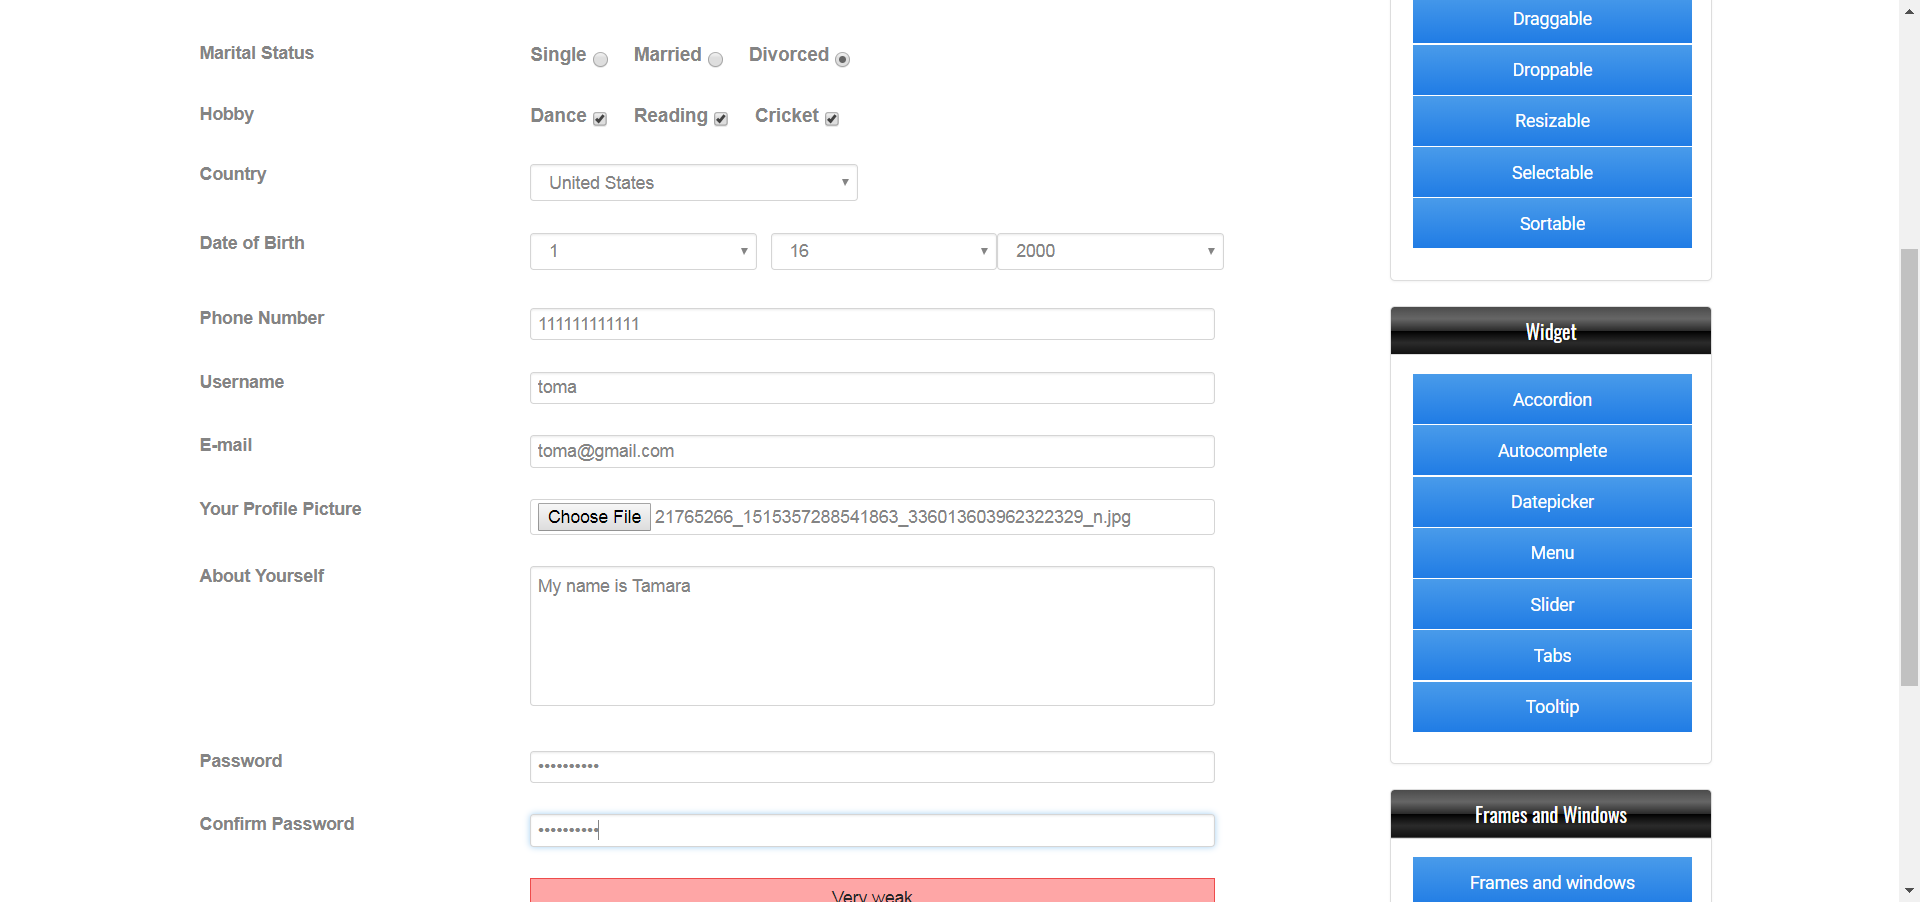 Marital Status
Single Married Divorced
Hobby
Dance Reading Cricket
Country
United States
Date of Birth
1 16 2000
Phone Number
111111111111
Username
toma
E-mail
toma@gmail.com
Your Profile Picture
Choose File 21765266_1515357288541863_336013603962322329_n.jpg
About Yourself
My name is Tamara
Password
••••••••••
Confirm Password
••••••••••
Very weak
Draggable
Droppable
Resizable
Selectable
Sortable
Widget
Accordion
Autocomplete
Datepicker
Menu
Slider
Tabs
Tooltip
Frames and Windows
Frames and windows